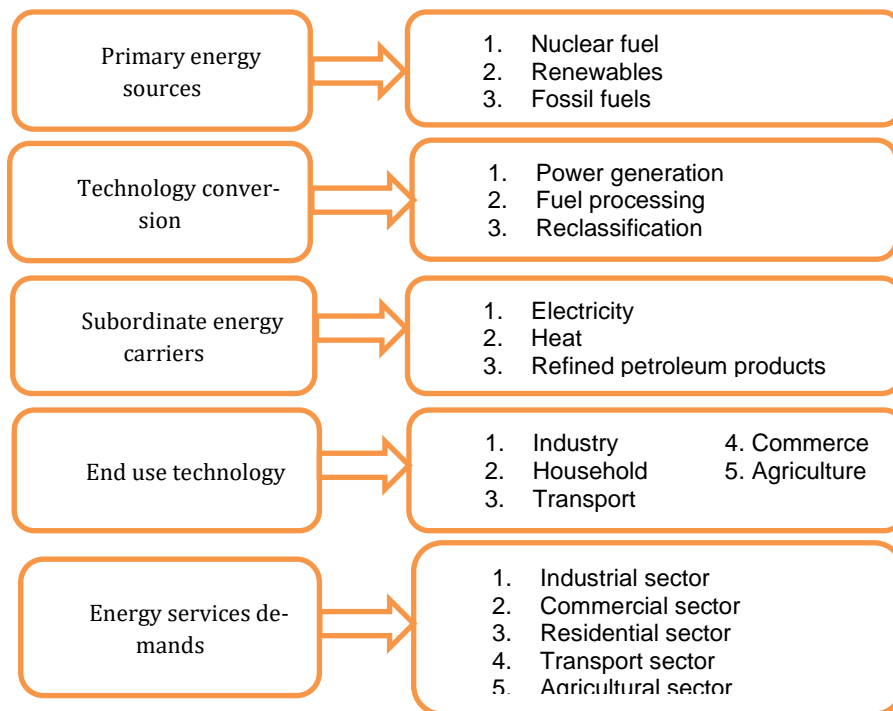 Primary energy
sources
1. Nuclear fuel
2. Renewables
3. Fossil fuels
Technology conver-
sion
1. Power generation
2. Fuel processing
3. Reclassification
Subordinate energy
carriers
1. Electricity
2. Heat
3. Refined petroleum products
End use technology
1. Industry 4. Commerce
2. Household 5. Agriculture
3. Transport
Energy services de-
mands
1. Industrial sector
2. Commercial sector
3. Residential sector
4. Transport sector
5. Agricultural sector